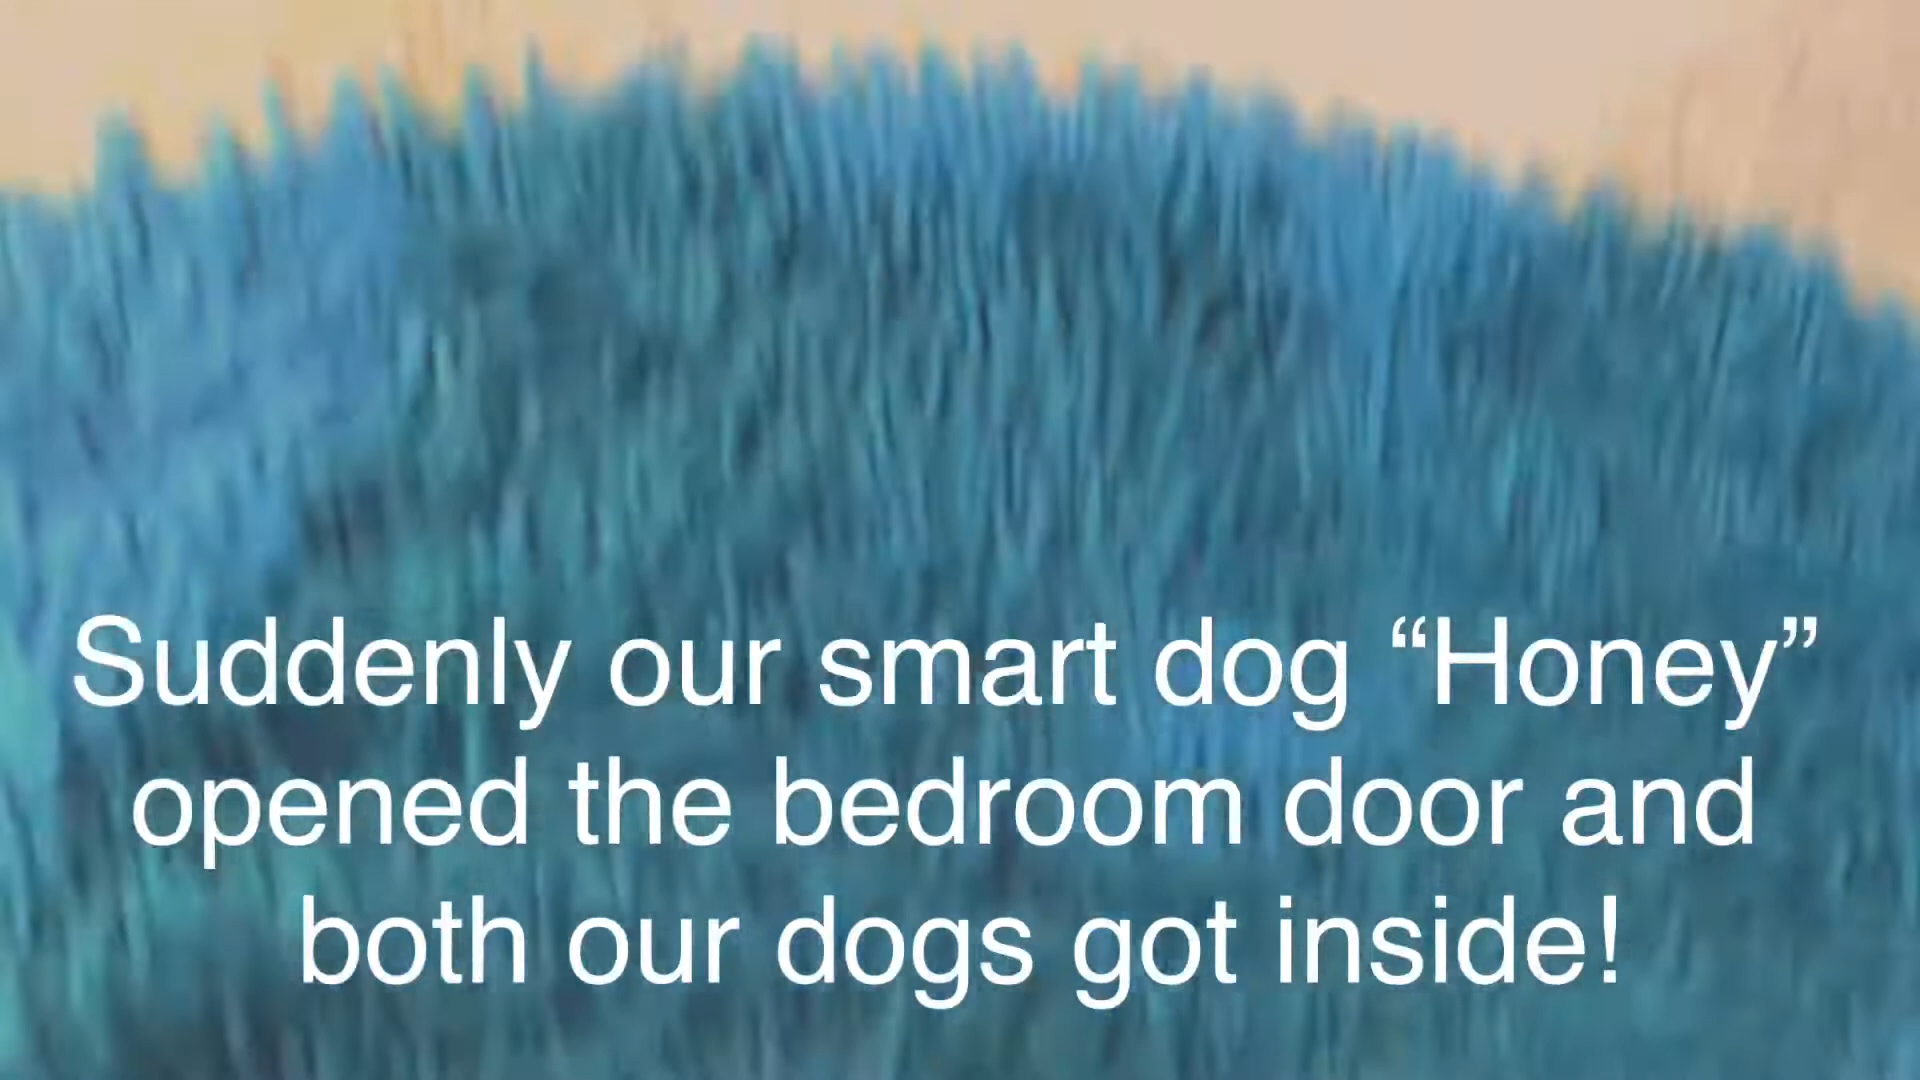 Suddenly our smart dog “Honey”
opened the bedroom door and
both our dogs got inside!